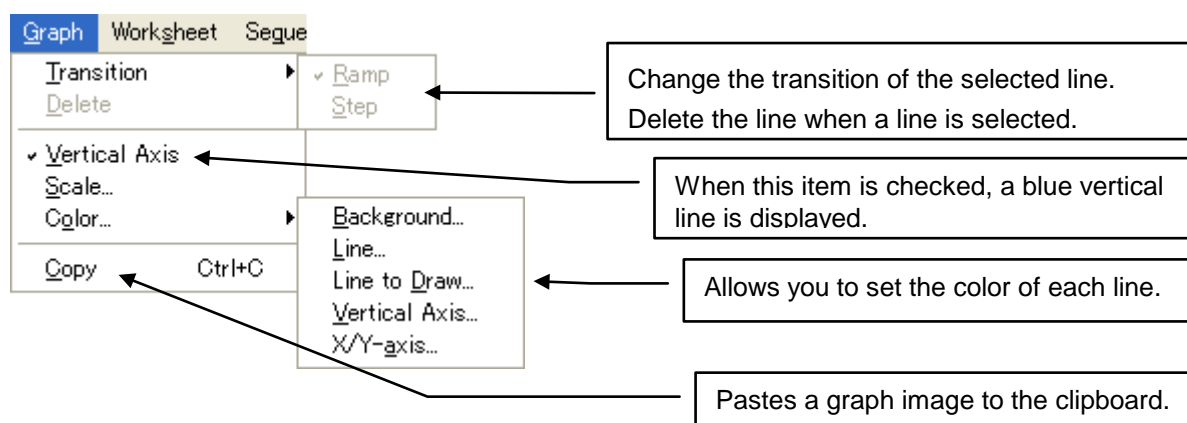 Graph Worksheet Segue
Transition
Delete
Vertical Axis
Scale...
Color...
Copy Ctrl+C
Ramp
Step
Background...
Line...
Line to Draw...
Vertical Axis...
X/Y-axis...
Change the transition of the selected line.
Delete the line when a line is selected.
When this item is checked, a blue vertical
line is displayed.
Allows you to set the color of each line.
Pastes a graph image to the clipboard.